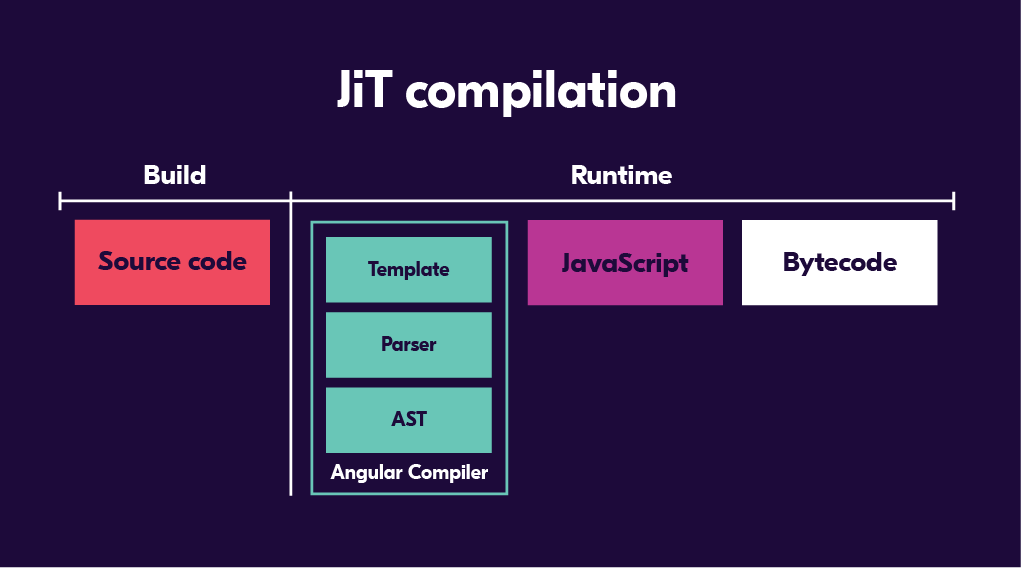 JiT compilation
Build
Runtime
Source code
Template
Parser
AST
Angular Compiler
JavaScript
Bytecode